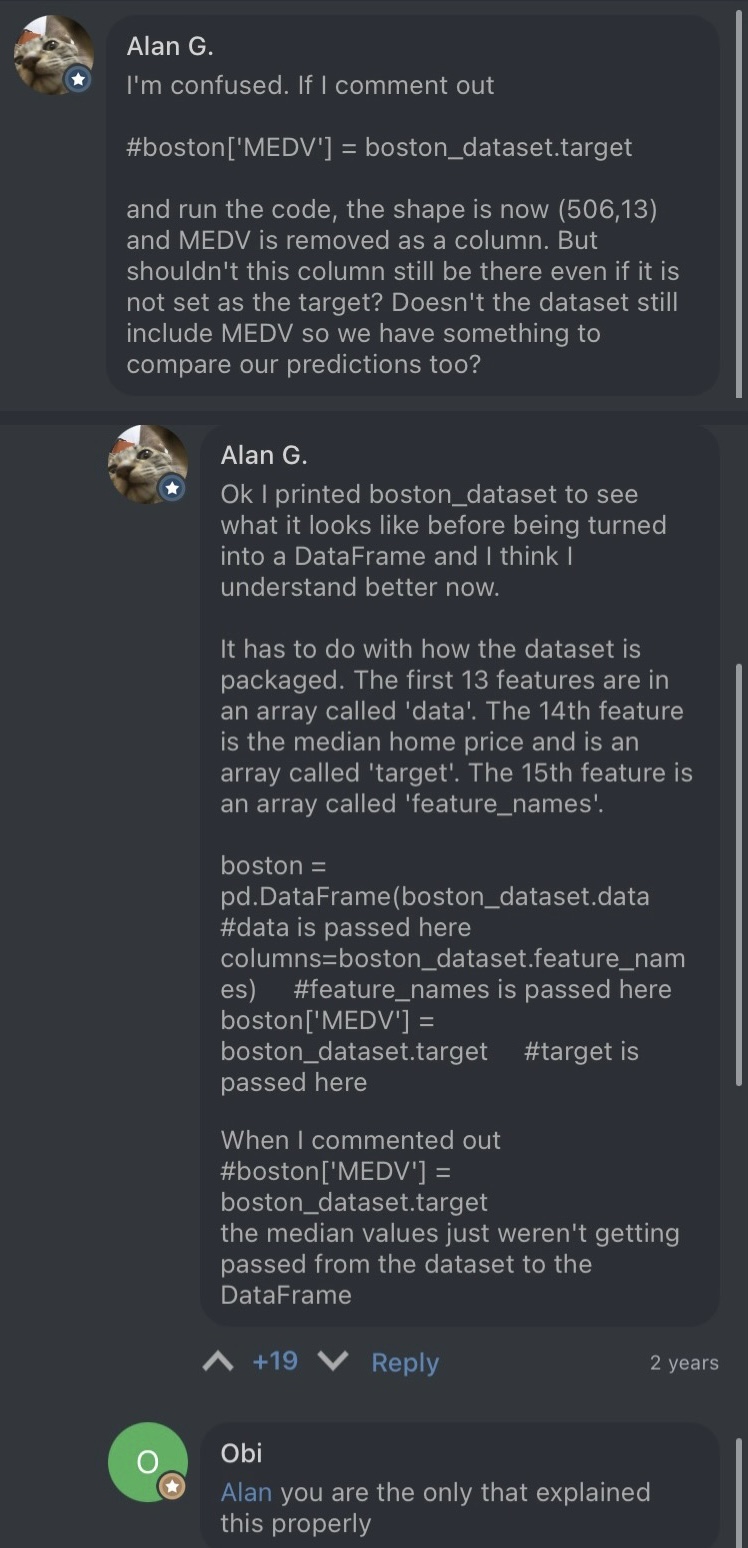 Alan G.
I'm confused. If I comment out
#boston['MEDV'] = boston_dataset.target
and run the code, the shape is now (506,13)
and MEDV is removed as a column. But
shouldn't this column still be there even if it is
not set as the target? Doesn't the dataset still
include MEDV so we have something to
compare our predictions too?
Alan G.
Ok I printed boston_dataset to see
what it looks like before being turned
into a DataFrame and I think I
understand better now.
It has to do with how the dataset is
packaged. The first 13 features are in
an array called 'data'. The 14th feature
is the median home price and is an
array called 'target'. The 15th feature is
an array called 'feature_names'.
boston =
pd.DataFrame(boston_dataset.data
#data is passed here
columns=boston_dataset.feature_nam
es)     #feature_names is passed here
boston['MEDV'] =
boston_dataset.target     #target is
passed here
When I commented out
#boston['MEDV'] =
boston_dataset.target
the median values just weren't getting
passed from the dataset to the
DataFrame
+19 Reply 2 years
O
Obi
Alan you are the only that explained
this properly